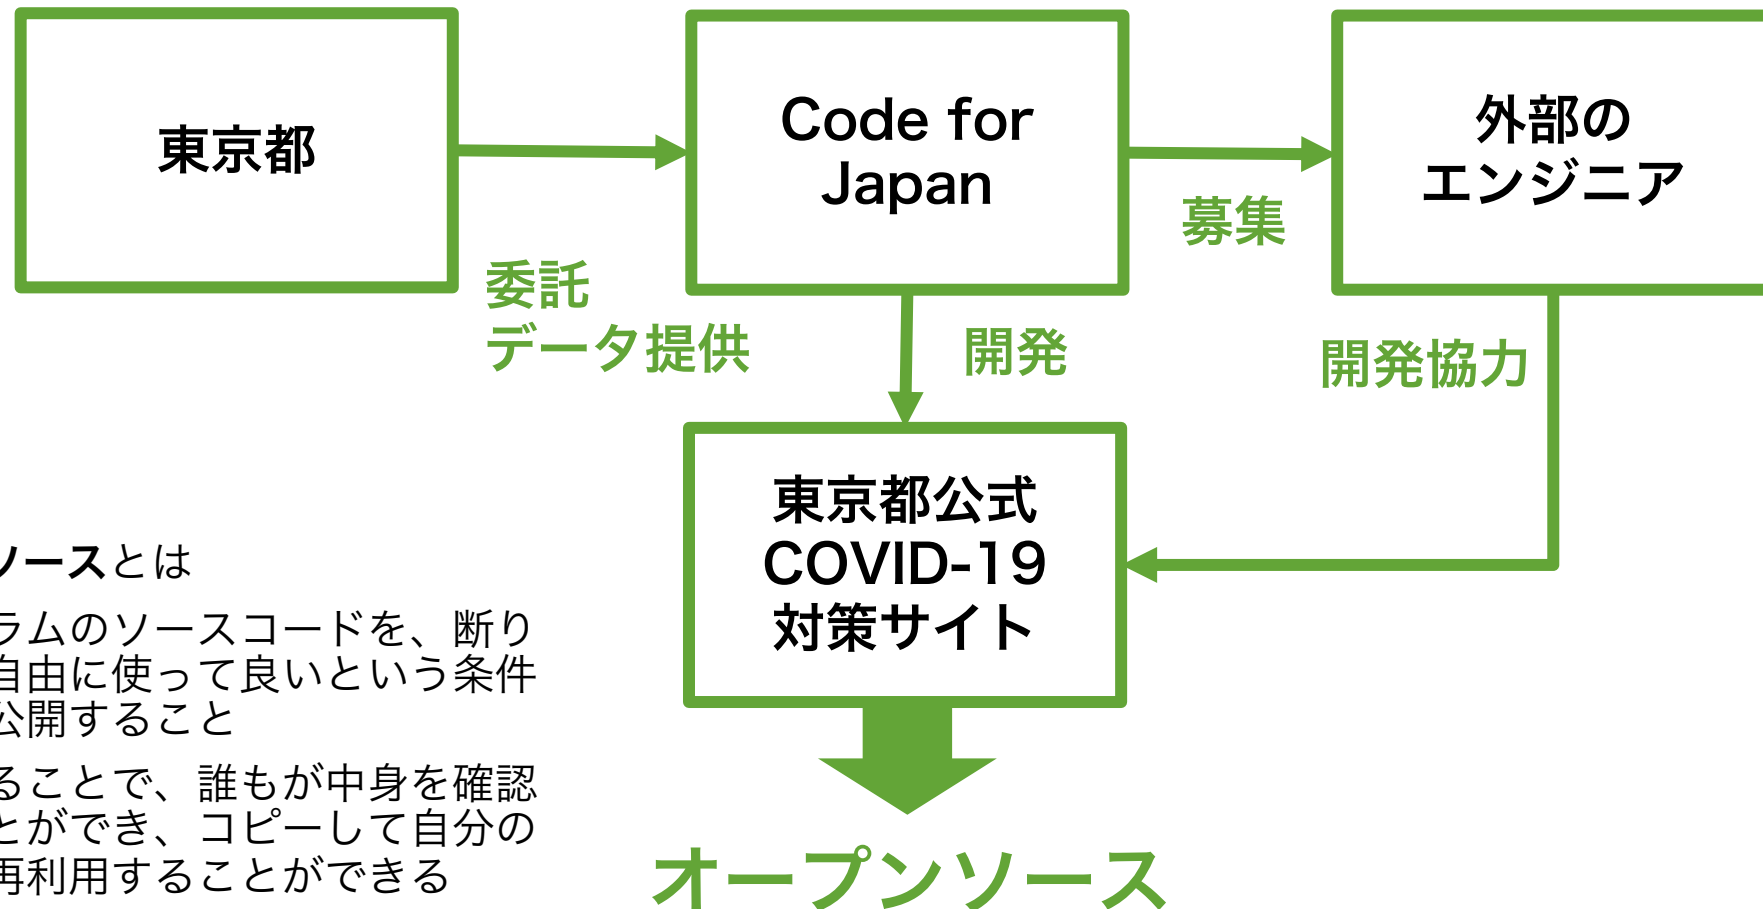 東京都
Code for
Japan
外部の
エンジニア
募集
委託
データ提供
開発
開発協力
東京都公式
COVID-19
対策サイト
ソースとは
ラムのソースコードを、断り
自由に使って良いという条件
公開すること
ることで、誰もが中身を確認
とができ、コピーして自分の
再利用することができる
オープンソース